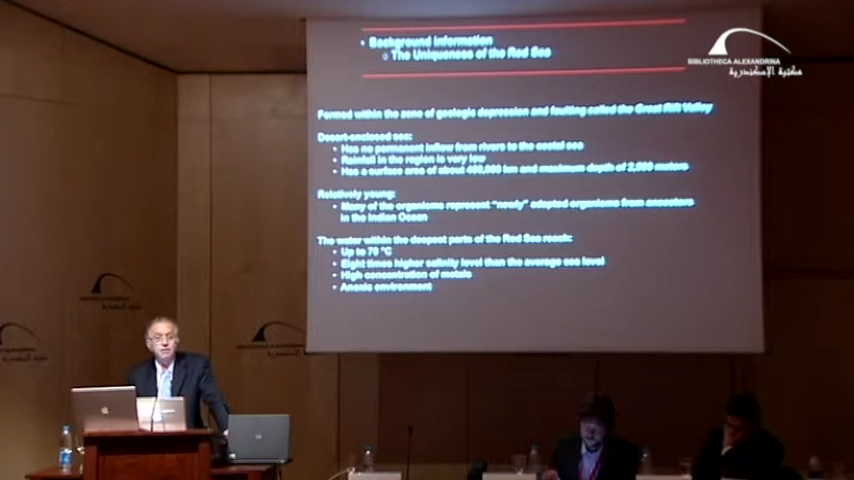 • Background Information
○ The Uniqueness of the Red Sea
BIBLIOTHECA ALEXANDRINA
مكتبة الإسكندرية
Formed within the zone of geologic depression and faulting called the Great Rift Valley
Desert-enclosed sea:
• Has no permanent inflow from rivers to the costal sea
• Rainfall in the region is very low
• Has a surface area of about km and maximum depth of meters
Relatively young:
• Many of the organisms represent "newly" adapted organisms from ancestors
in the Indian Ocean
The water within the deepest parts of the Red Sea reach:
• Up to 70 °C
• Eight times higher salinity level than the average sea level
• High concentration of metals
• Anoxic environment